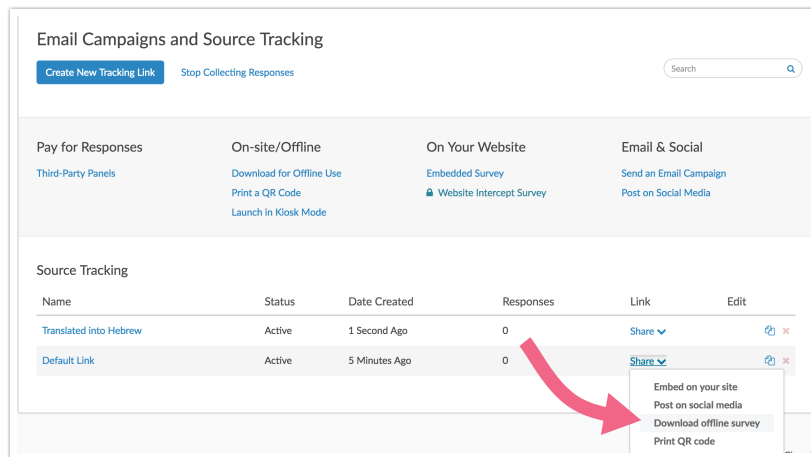 Email Campaigns and Source Tracking
Create New Tracking Link Stop Collecting Responses Search
Pay for Responses On-site/Offline On Your Website Email & Social
Third-Party Panels Download for Offline Use Embedded Survey Send an Email Campaign
Print a QR Code Website Intercept Survey Post on Social Media
Launch in Kiosk Mode
Source Tracking
Name Status Date Created Responses Link Edit
Translated into Hebrew Active 1 Second Ago 0 Share
Default Link Active 5 Minutes Ago 0 Share
Embed on your site
Post on social media
Download offline survey
Print QR code